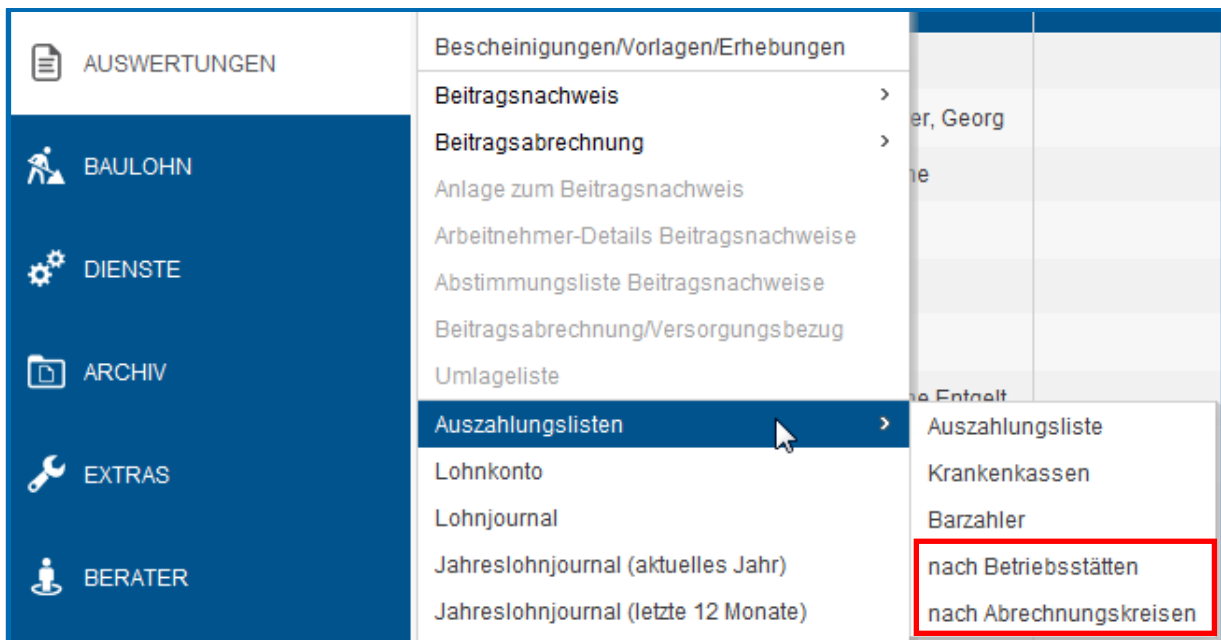 AUSWERTUNGEN
BAULOHN
DIENSTE
ARCHIV
EXTRAS
BERATER
Bescheinigungen/Vorlagen/Erhebungen
Beitragsnachweis
Beitragsabrechnung
Anlage zum Beitragsnachweis
Arbeitnehmer-Details Beitragsnachweise
Abstimmungsliste Beitragsnachweise
Beitragsabrechnung/Versorgungsbezug
Umlageliste
Auszahlungslisten
Lohnkonto
Lohnjournal
Jahreslohnjournal (aktuelles Jahr)
Jahreslohnjournal (letzte 12 Monate)
er, Georg
ne
ne Entgelt
Auszahlungsliste
Krankenkassen
Barzahler
nach Betriebsstätten
nach Abrechnungskreisen